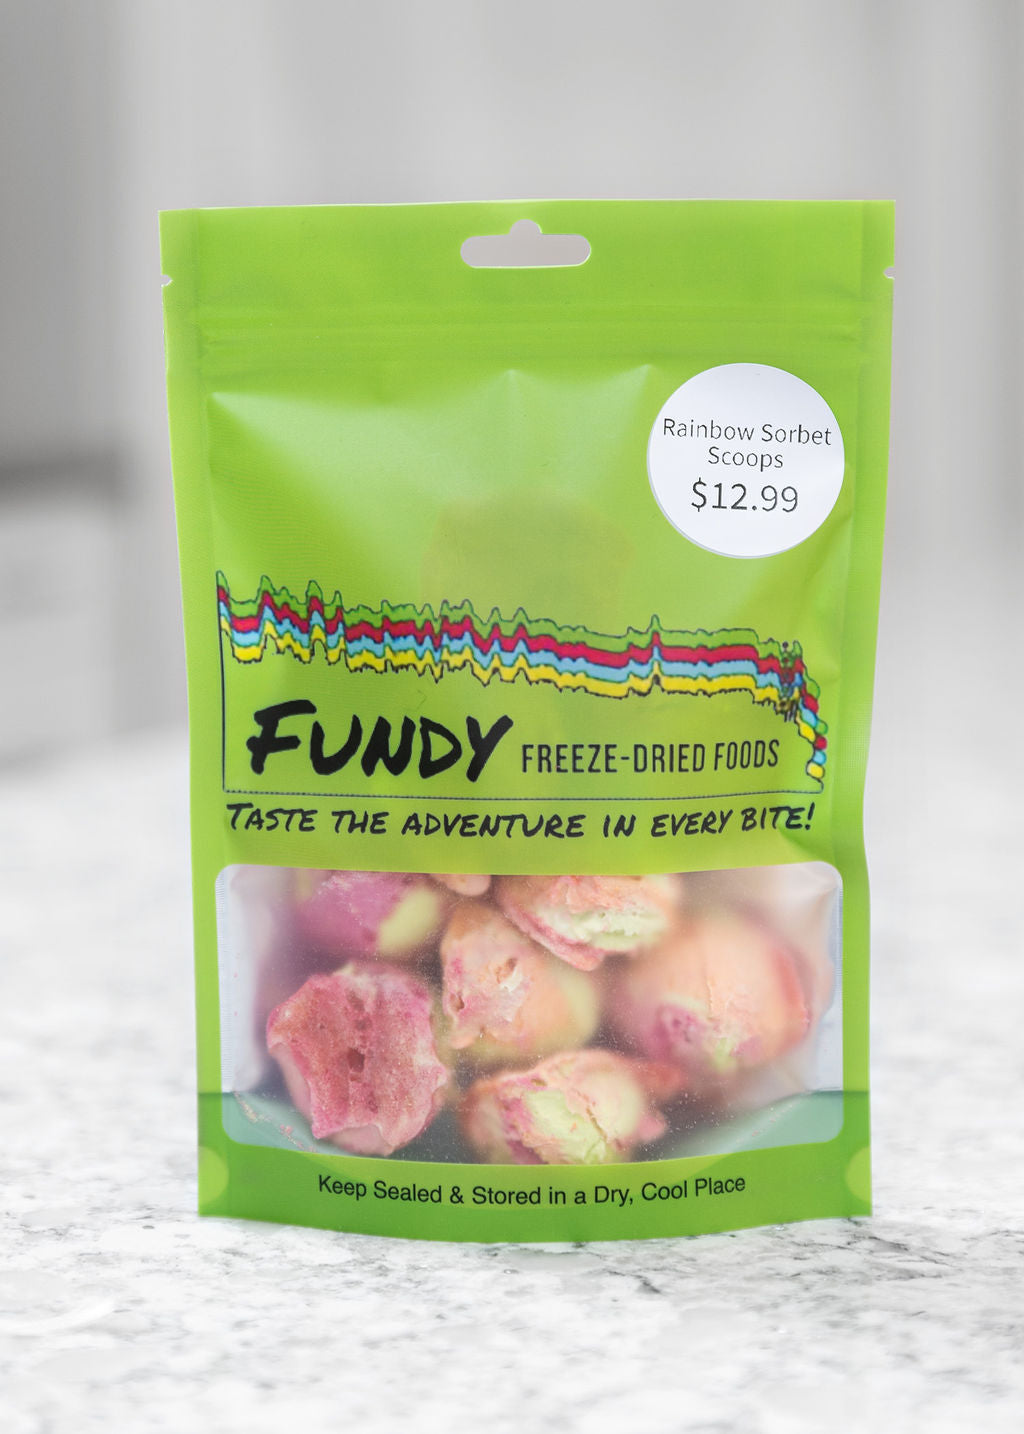 Rainbow Sorbet
Scoops
$12.99
FUNDY FREEZE-DRIED FOODS
TASTE THE ADVENTURE IN EVERY BITE!
Keep Sealed & Stored in a Dry, Cool Place